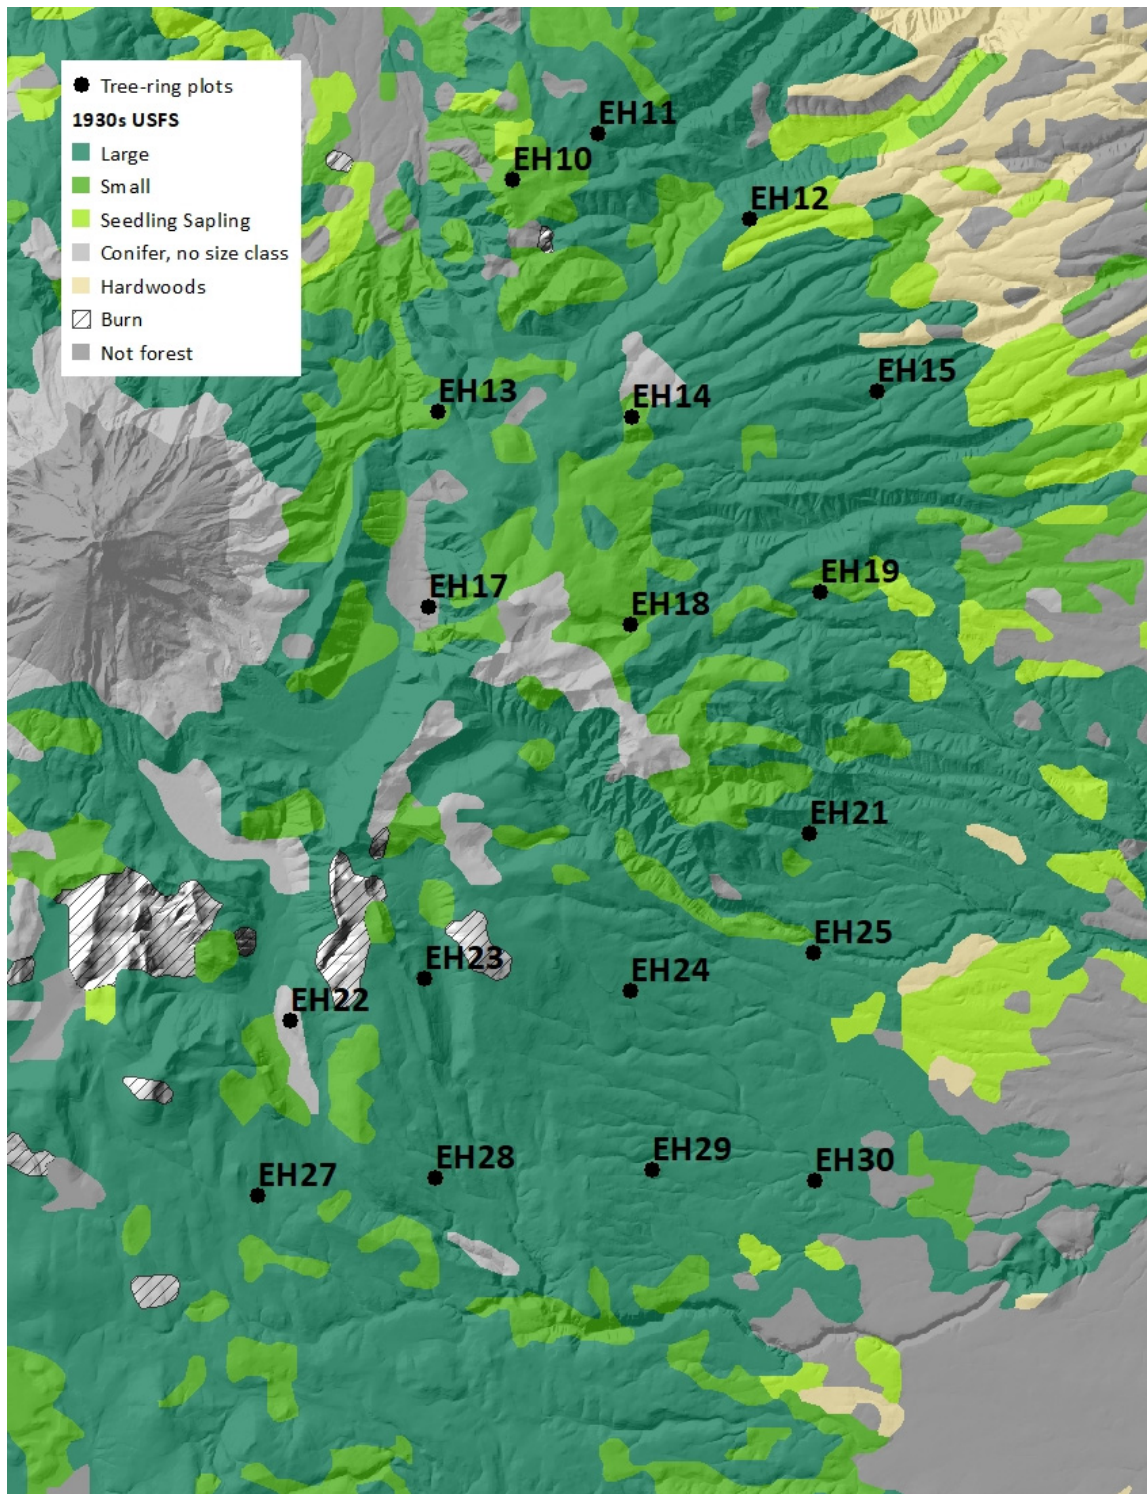 Tree-ring plots
1930s USFS
Large
Small
Seedling Sapling
Conifer, no size class
Hardwoods
Burn
Not forest
EH11
EH10
EH12
EH15
EH13
EH14
EH19
EH17
EH18
EH21
EH25
EH23
EH24
EH22
EH29
EH28
EH30
EH27